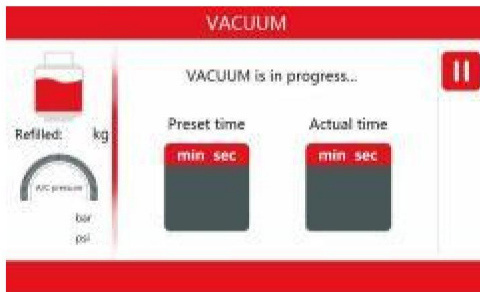 VACUUM
VACUUM is in progress...
Refilled: kg
Preset time
Actual time
min sec
min sec
A/C pressure
bar
psi